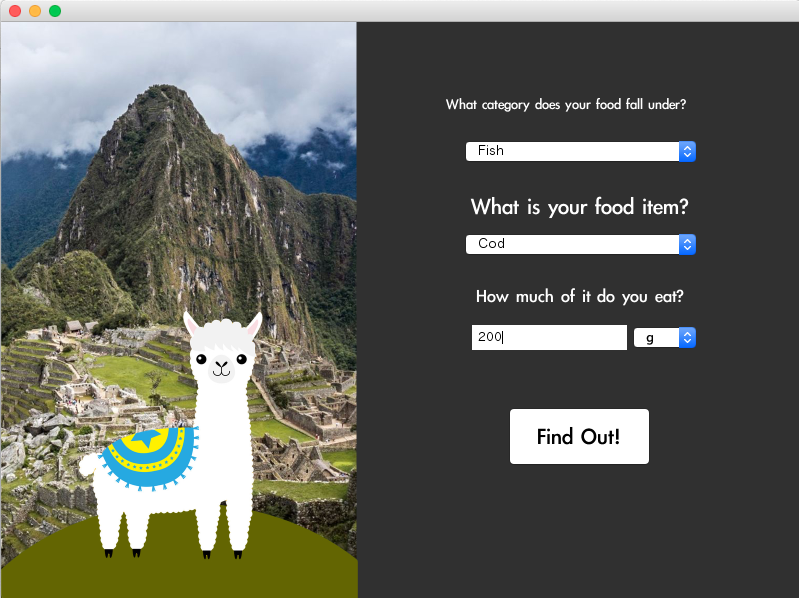 What category does your food fall under?
Fish
What is your food item?
Cod
How much of it do you eat?
200 g
Find Out!